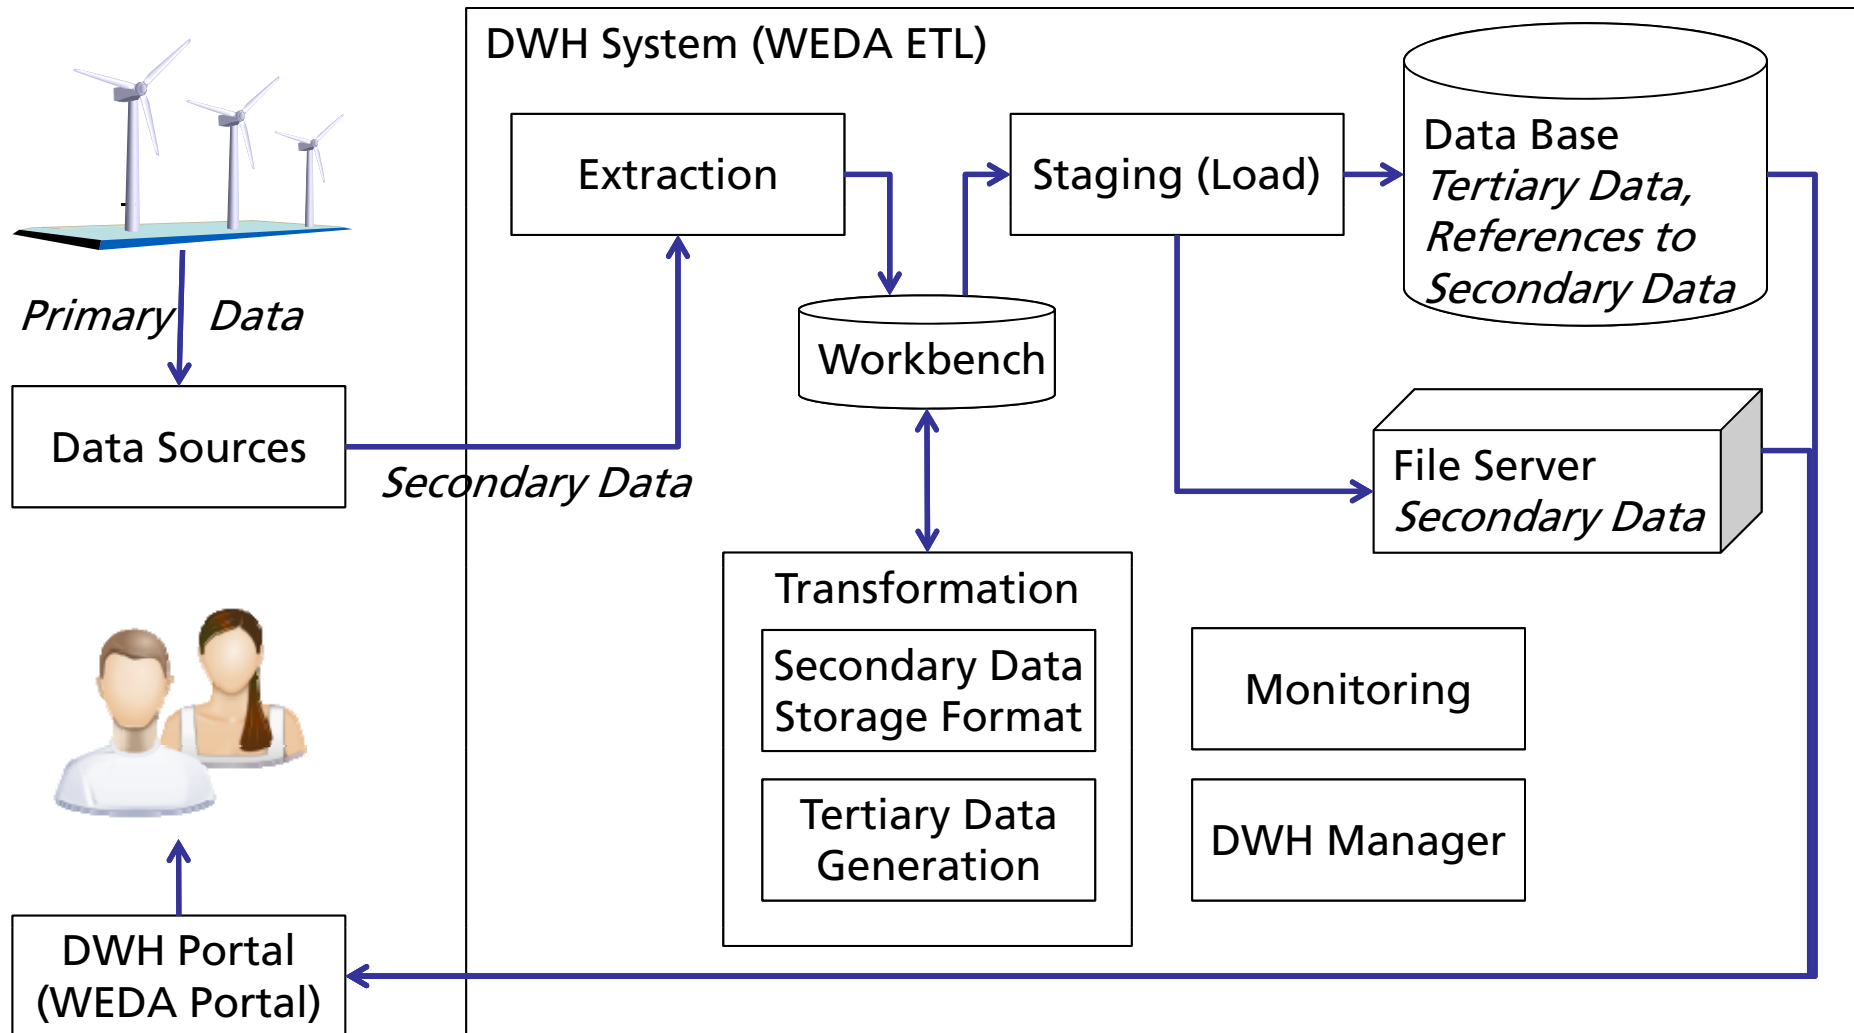 DWH System (WEDA ETL)
Extraction
Staging (Load)
Data Base
Tertiary Data,
References to
Secondary Data
Primary Data
Workbench
Data Sources
Secondary Data
File Server
Secondary Data
Transformation
Secondary Data
Storage Format
Tertiary Data
Generation
Monitoring
DWH Manager
DWH Portal
(WEDA Portal)